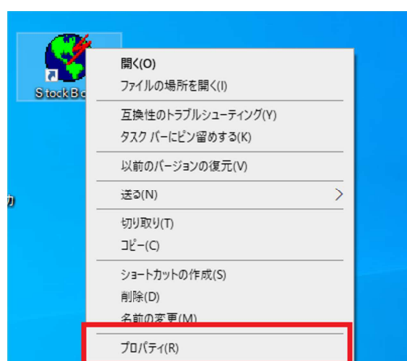 開く(O)
ファイルの場所を開く(I)
互換性のトラブルシューティング(Y)
タスク バーにピン留めする(K)
以前のバージョンの復元(V)
送る(N)
切り取り(T)
コピー(C)
ショートカットの作成(S)
削除(D)
名前の変更(M)
プロパティ(R)